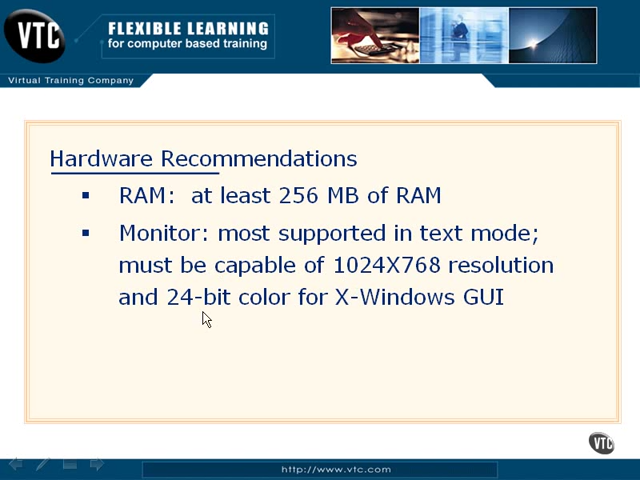 VTC
FLEXIBLE LEARNING
for computer based training
Virtual Training Company
Hardware Recommendations
▪ RAM: at least 256 MB of RAM
▪ Monitor: most supported in text mode;
must be capable of 1024X768 resolution
and 24-bit color for X-Windows GUI
VTC
http://www.vtc.com